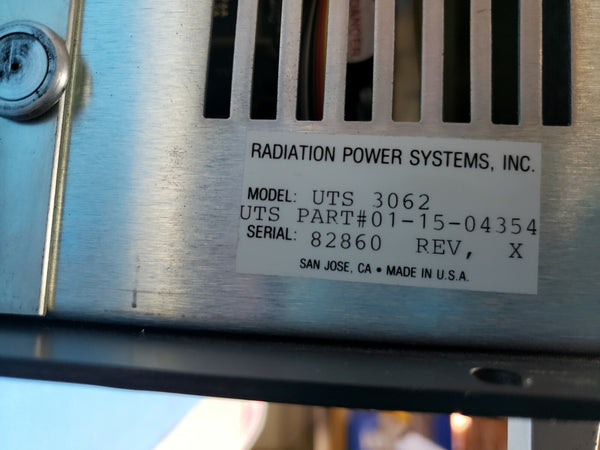 RADIATION POWER SYSTEMS, INC.
MODEL: UTS 3062
UTS PART#01-15-04354
SERIAL: 82860 REV, X
SAN JOSE, CA • MADE IN U.S.A.